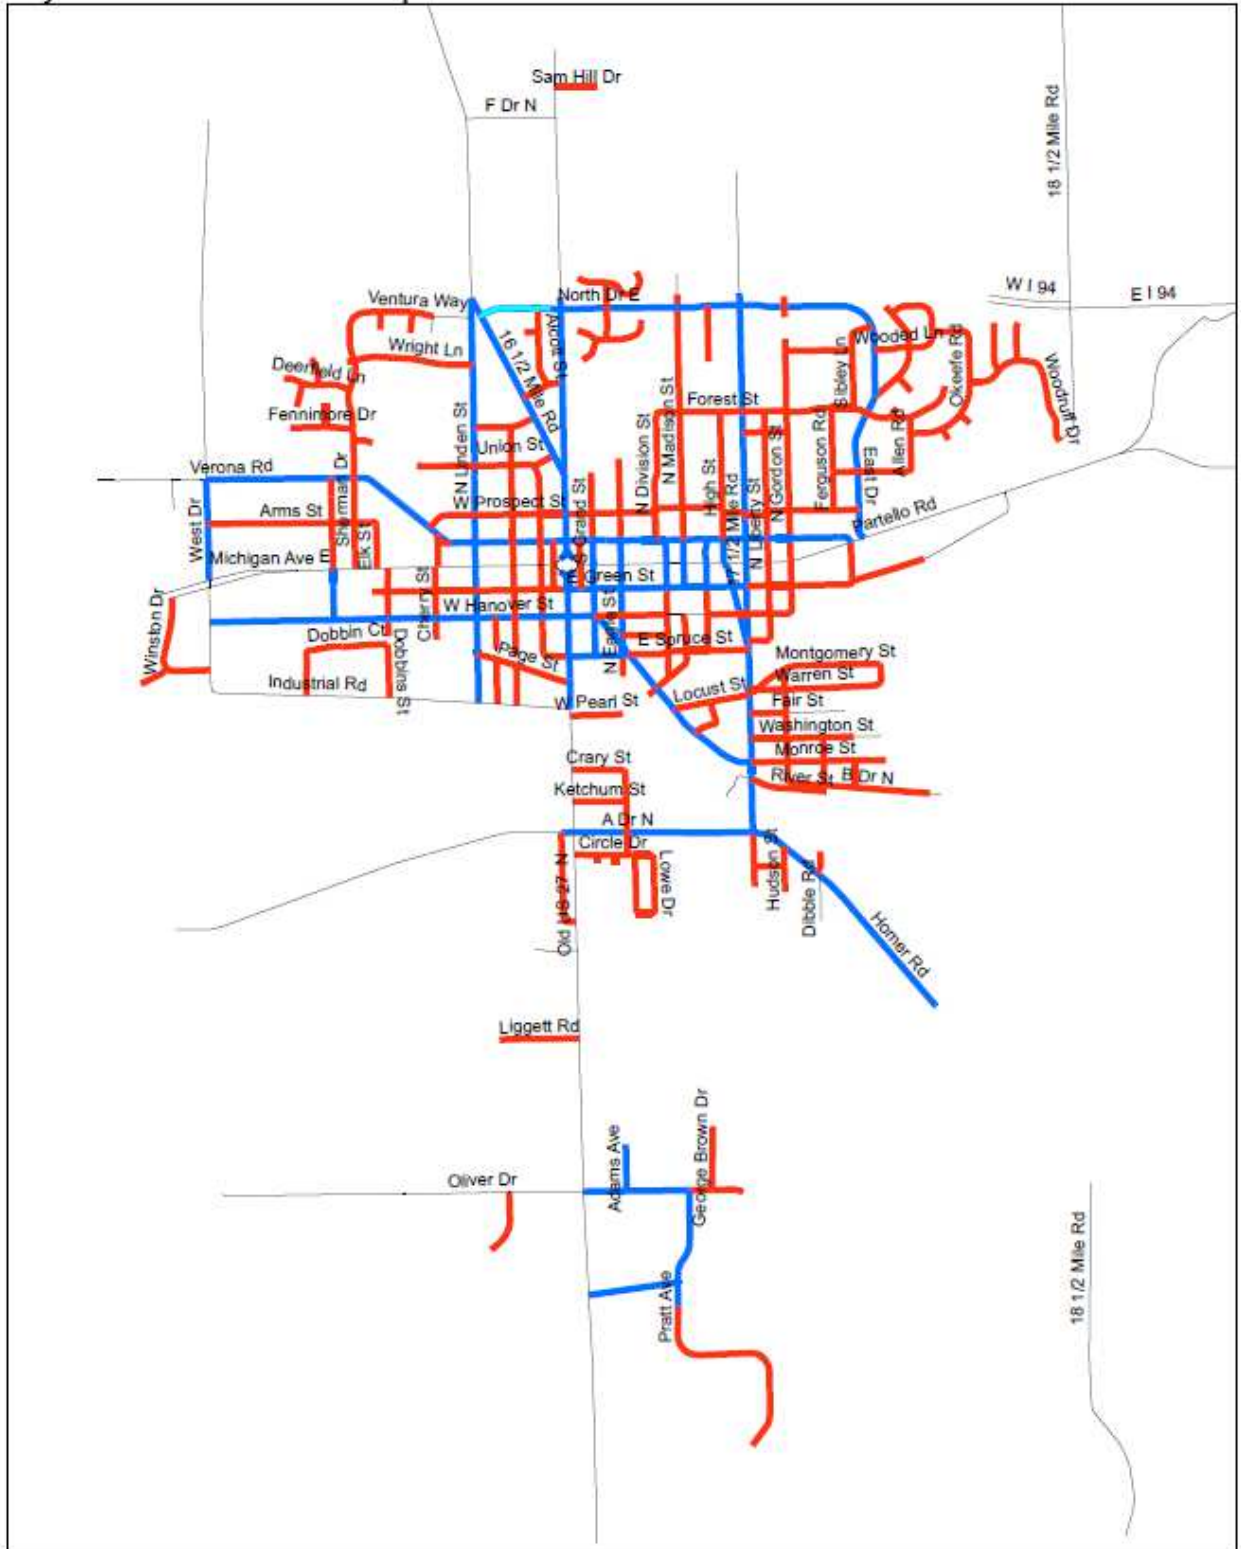 Sam Hill Dr
F Dr N
18 1/2 Mile Rd
W I 94
E I 94
Ventura Way
North Dr E
Alcott St
16 1/2 Mile Rd
Wright Ln
Wooded Ln
Sibley Ln
Okeefe Rd
Woodruff Dr
Deerfield Ln
Fennimore Dr
Forest St
N Linden St
Union St
N Division St
N Madison St
High St
17 1/2 Mile Rd
N Liberty St
N Gordon St
Ferguson Rd
East Dr
Allen Rd
Verona Rd
Sherman Dr
W Prospect St
S Grand St
Partello Rd
West Dr
Arms St
Elk St
Michigan Ave E
E Green St
Winston Dr
Cherry St
W Hanover St
N Eagle St
Dobbin Ct
Dobbins St
Page St
E Spruce St
Montgomery St
Warren St
Industrial Rd
Locust St
W Pearl St
Fair St
Washington St
Monroe St
Crary St
River St
B Dr N
Ketchum St
A Dr N
Circle Dr
Lowe Dr
Hudson St
Dibble Rd
Old US 27 N
Homer Rd
Liggett Rd
Adams Ave
George Brown Dr
Oliver Dr
Pratt Ave
18 1/2 Mile Rd